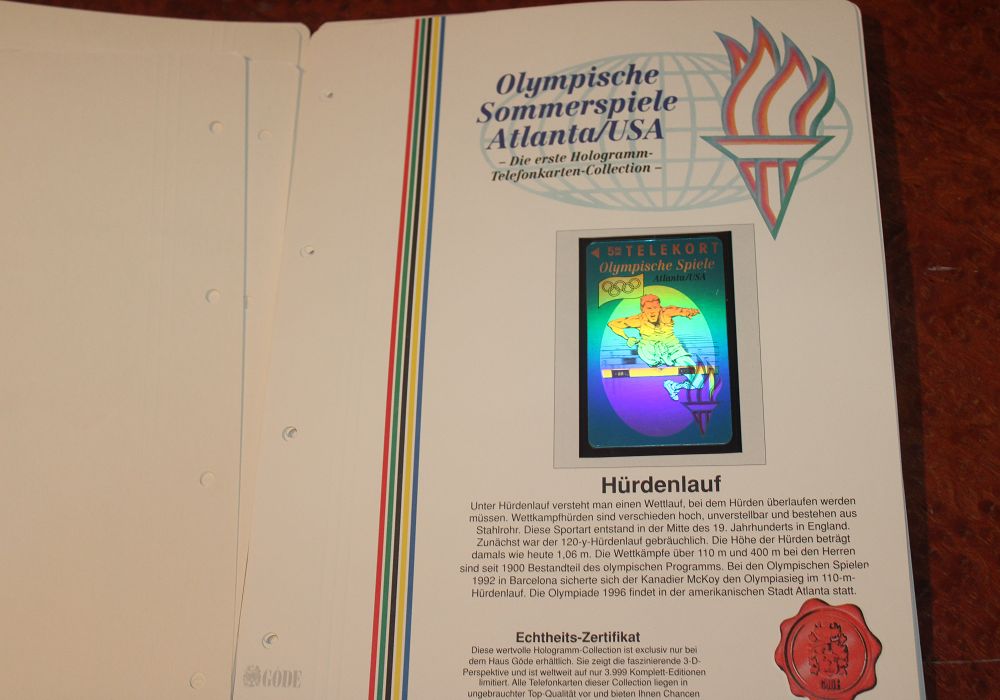 Olympische
Sommerspiele
Atlanta/USA
– Die erste Hologramm-
Telefonkarten-Collection –
TELEKORT
Olympische Spiele
Atlanta/USA
Hürdenlauf
Unter Hürdenlauf versteht man einen Wettlauf, bei dem Hürden überlaufen werden
müssen. Wettkampfhürden sind verschieden hoch, unverstellbar und bestehen aus
Stahlrohr. Diese Sportart entstand in der Mitte des 19. Jahrhunderts in England.
Zunächst war der 120-y-Hürdenlauf gebräuchlich. Die Höhe der Hürden beträgt
damals wie heute 1,06 m. Die Wettkämpfe über 110 m und 400 m bei den Herren
sind seit 1900 Bestandteil des olympischen Programms. Bei den Olympischen Spielen
1992 in Barcelona sicherte sich der Kanadier McKoy den Olympiasieg im 110-m-
Hürdenlauf. Die Olympiade 1996 findet in der amerikanischen Stadt Atlanta statt.
Echtheits-Zertifikat
Diese wertvolle Hologramm-Collection ist exclusiv nur bei
dem Haus Göde erhältlich. Sie zeigt die faszinierende 3-D-
Perspektive und ist weltweit auf nur 3.999 Komplett-Editionen
limitiert. Alle Telefonkarten dieser Collection liegen in
ungebrauchter Top-Qualität vor und bieten Ihnen Chancen
GÖDE
GÖDE